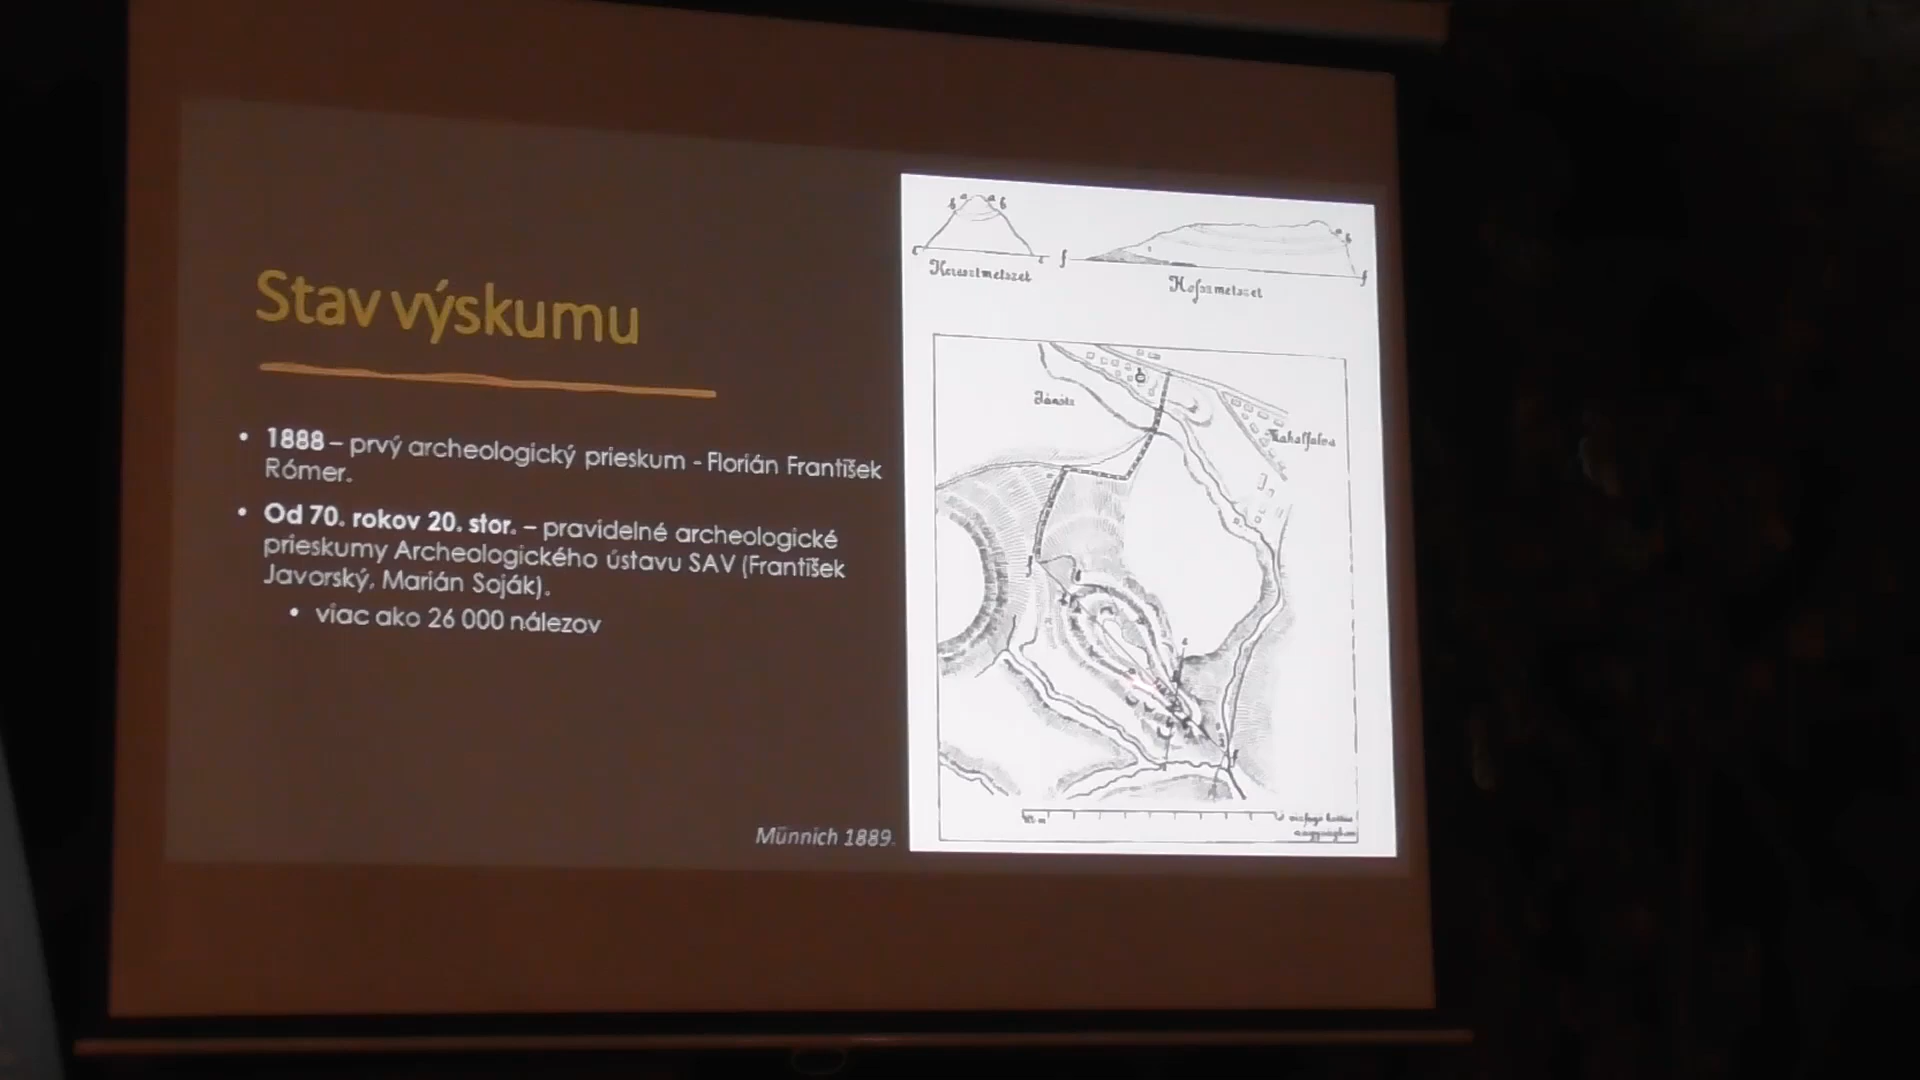 Stav výskumu
• 1888 – prvý archeologický prieskum - Florián František
Rómer.
• Od 70. rokov 20. stor. – pravidelné archeologické
prieskumy Archeologického ústavu SAV (František
Javorský, Marián Soják).
• viac ako 26 000 nálezov
Münnich 1889.
b a a b
c c
Keresztmetszet
f a b f
Hosszmetszet
Jánócz